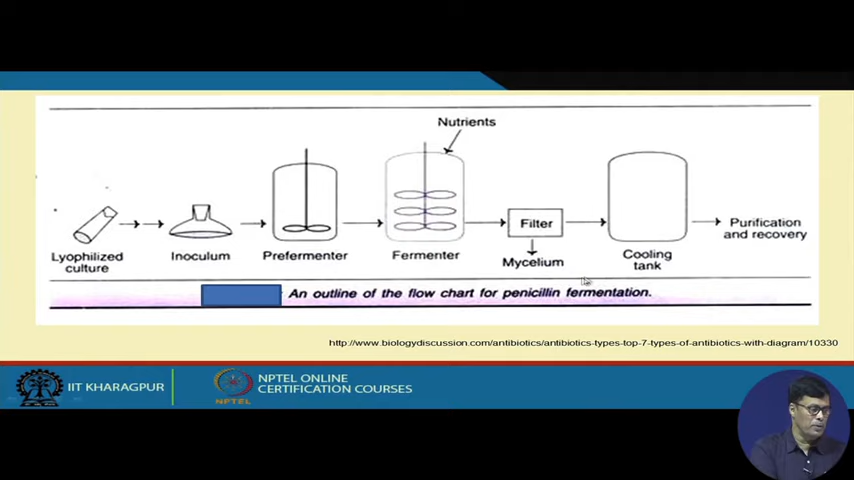 Nutrients
Filter
Lyophilized
culture
Inoculum
Prefermenter
Fermenter
Mycelium
Cooling
tank
Purification
and recovery
An outline of the flow chart for penicillin fermentation.
http://www.biologydiscussion.com/antibiotics/antibiotics-types-top-7-types-of-antibiotics-with-diagram/10330
IIT KHARAGPUR
NPTEL
NPTEL ONLINE
CERTIFICATION COURSES